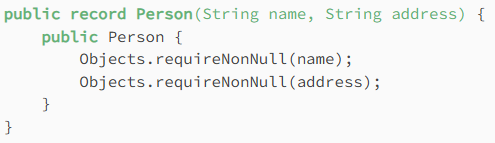 public record Person(String name, String address) {
    public Person {
        Objects.requireNonNull(name);
        Objects.requireNonNull(address);
    }
}